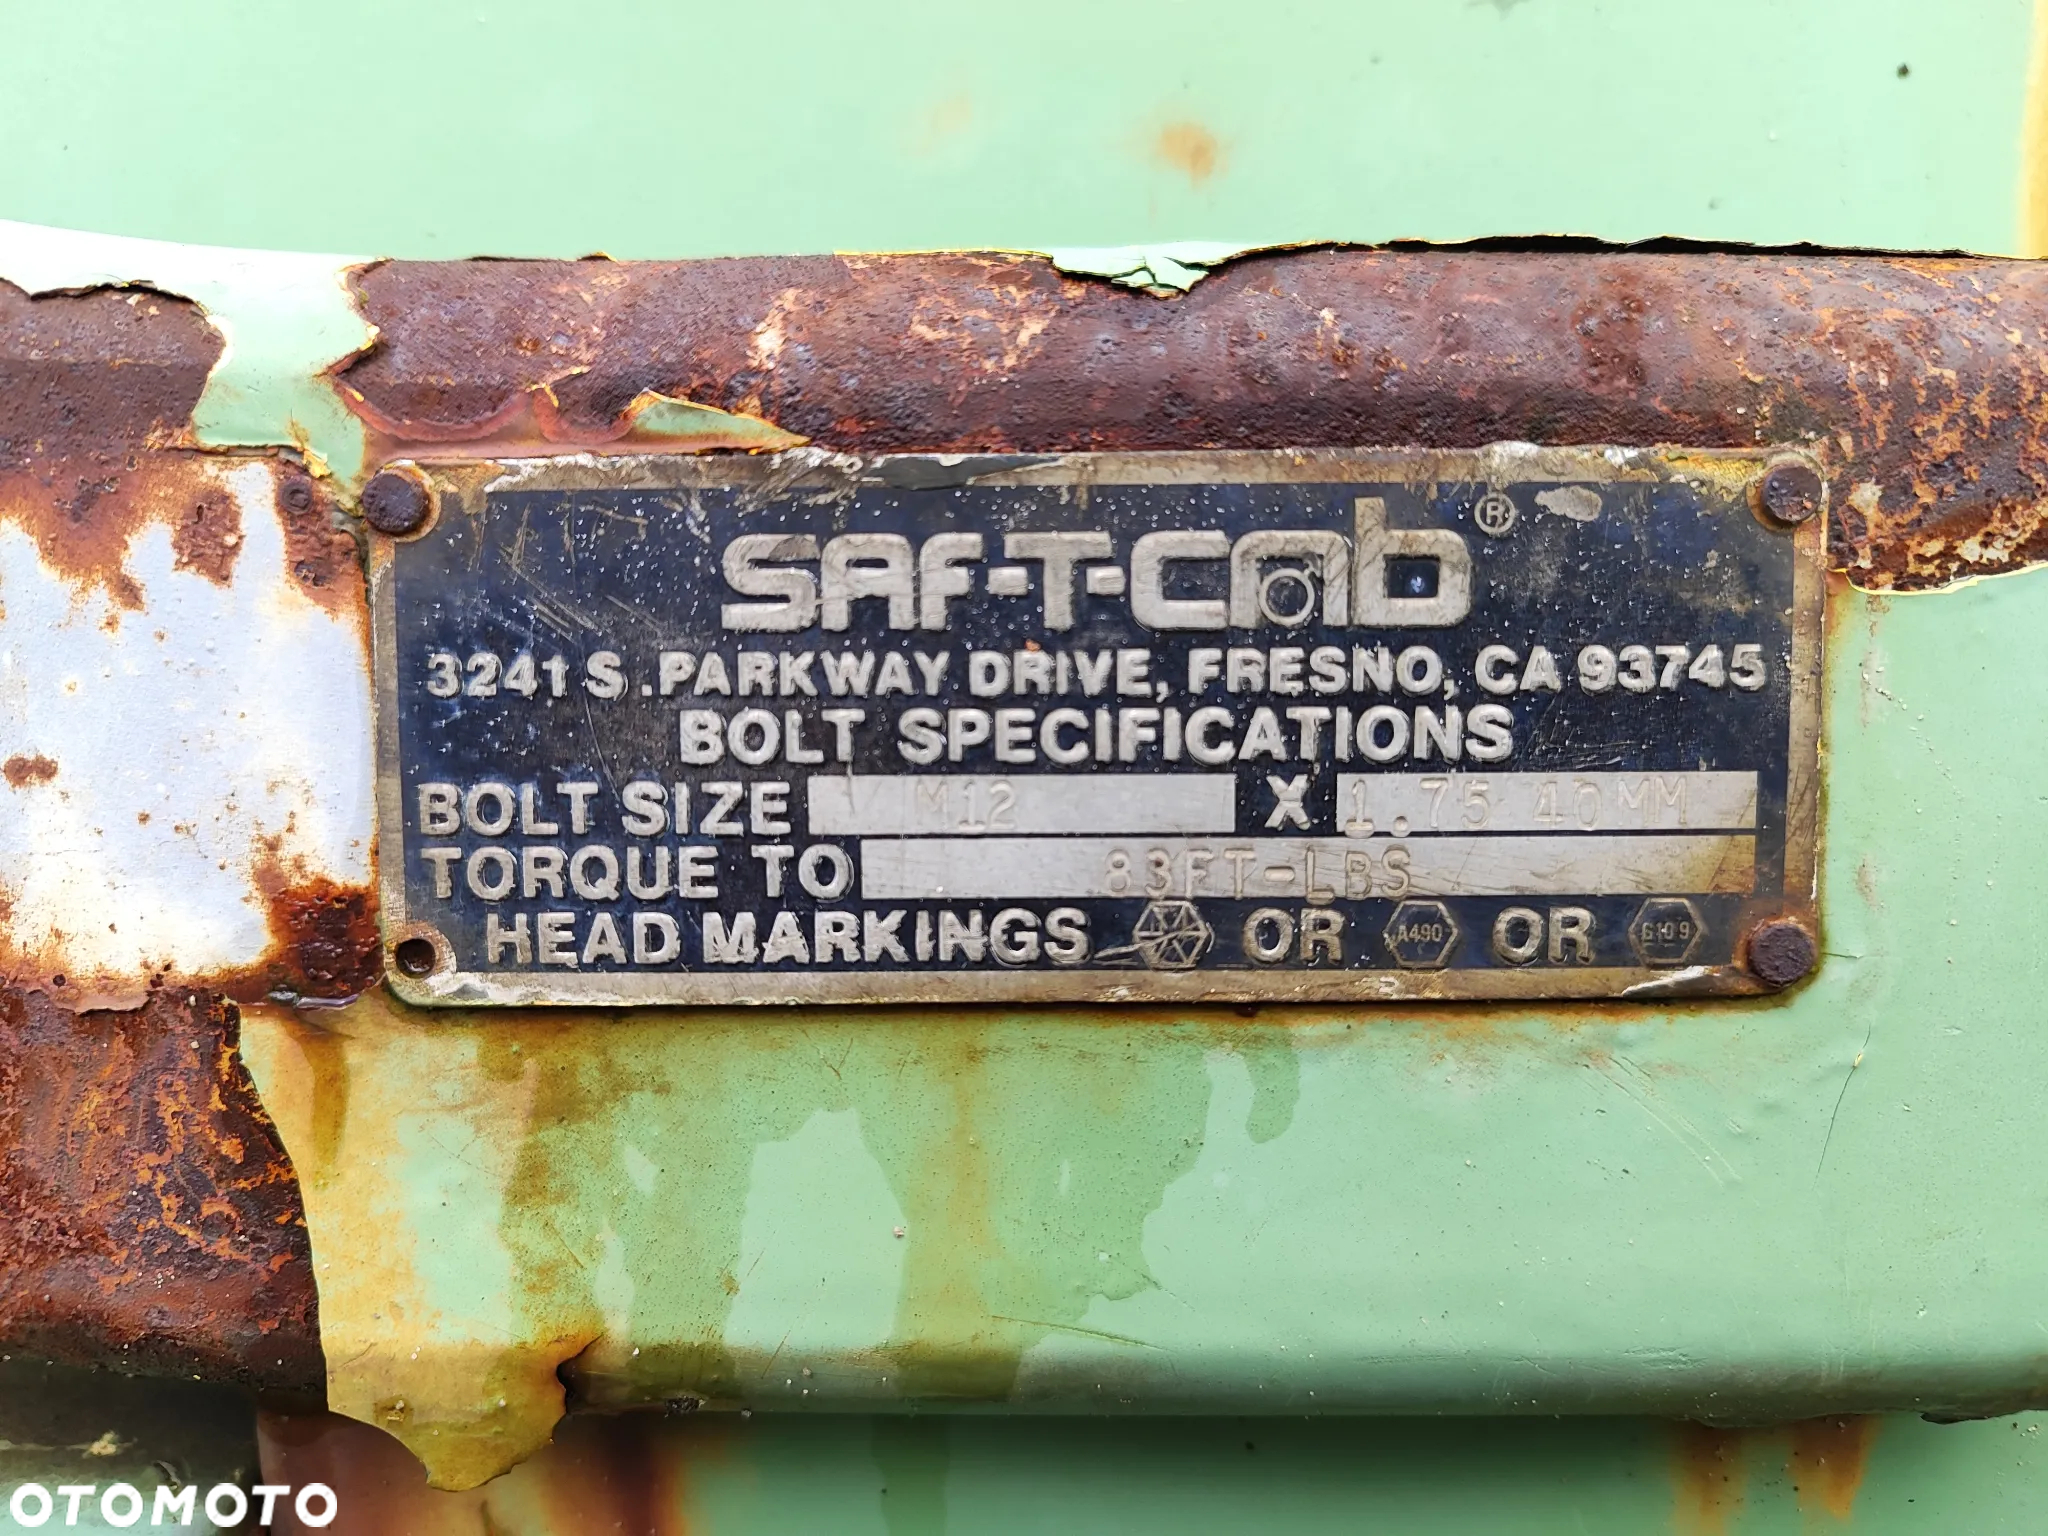 SAF-T-CAB®
3241 S. PARKWAY DRIVE, FRESNO, CA 93745
BOLT SPECIFICATIONS
BOLT SIZE M12 X 1.75 40MM
TORQUE TO 83FT-LBS
HEAD MARKINGS OR A490 OR 6109
OTOMOTO